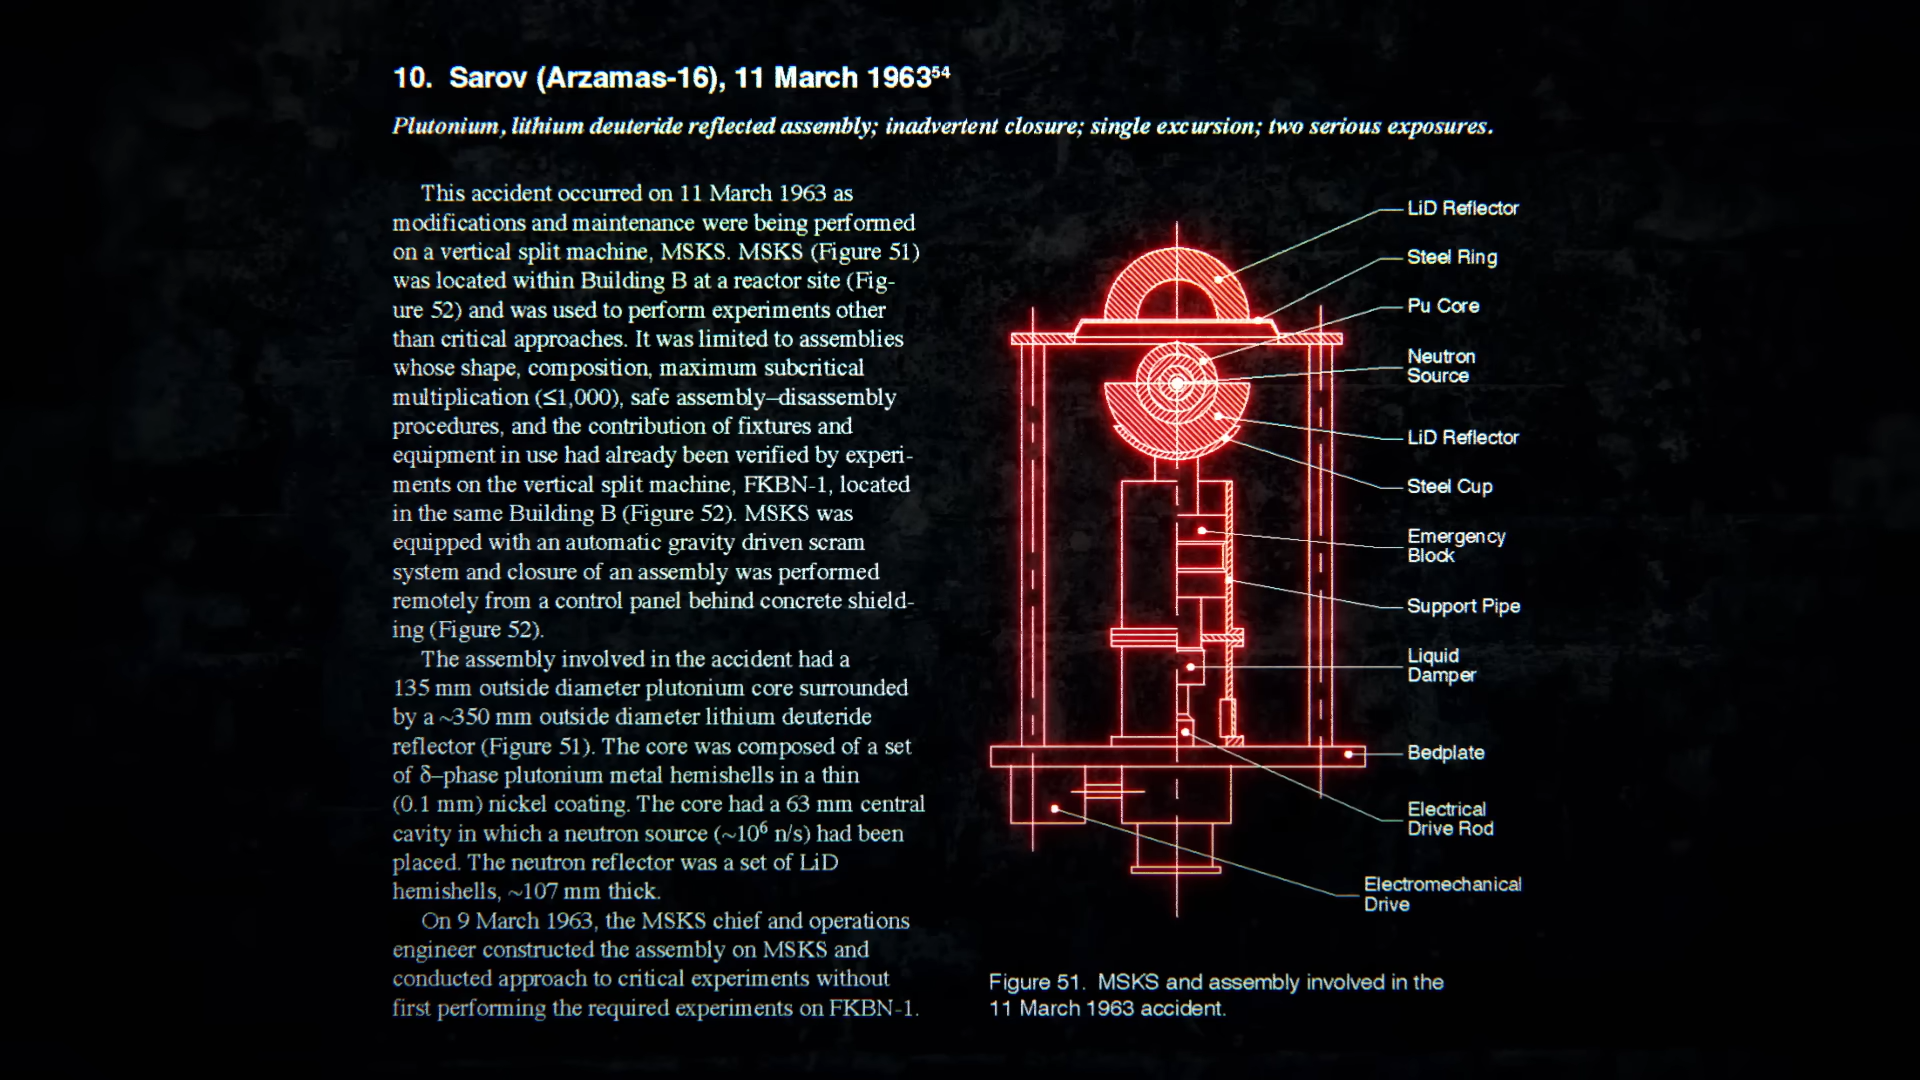 10. Sarov (Arzamas-16), 11 March 1963⁵⁴
Plutonium, lithium deuteride reflected assembly; inadvertent closure; single excursion; two serious exposures.
This accident occurred on 11 March 1963 as
modifications and maintenance were being performed
on a vertical split machine, MSKS. MSKS (Figure 51)
was located within Building B at a reactor site (Fig-
ure 52) and was used to perform experiments other
than critical approaches. It was limited to assemblies
whose shape, composition, maximum subcritical
multiplication (≤1,000), safe assembly–disassembly
procedures, and the contribution of fixtures and
equipment in use had already been verified by experi-
ments on the vertical split machine, FKBN-1, located
in the same Building B (Figure 52). MSKS was
equipped with an automatic gravity driven scram
system and closure of an assembly was performed
remotely from a control panel behind concrete shield-
ing (Figure 52).
The assembly involved in the accident had a
135 mm outside diameter plutonium core surrounded
by a ~350 mm outside diameter lithium deuteride
reflector (Figure 51). The core was composed of a set
of δ–phase plutonium metal hemishells in a thin
(0.1 mm) nickel coating. The core had a 63 mm central
cavity in which a neutron source (~10⁶ n/s) had been
placed. The neutron reflector was a set of LiD
hemishells, ~107 mm thick.
On 9 March 1963, the MSKS chief and operations
engineer constructed the assembly on MSKS and
conducted approach to critical experiments without
first performing the required experiments on FKBN-1.
LiD Reflector
Steel Ring
Pu Core
Neutron
Source
LiD Reflector
Steel Cup
Emergency
Block
Support Pipe
Liquid
Damper
Bedplate
Electrical
Drive Rod
Electromechanical
Drive
Figure 51. MSKS and assembly involved in the
11 March 1963 accident.